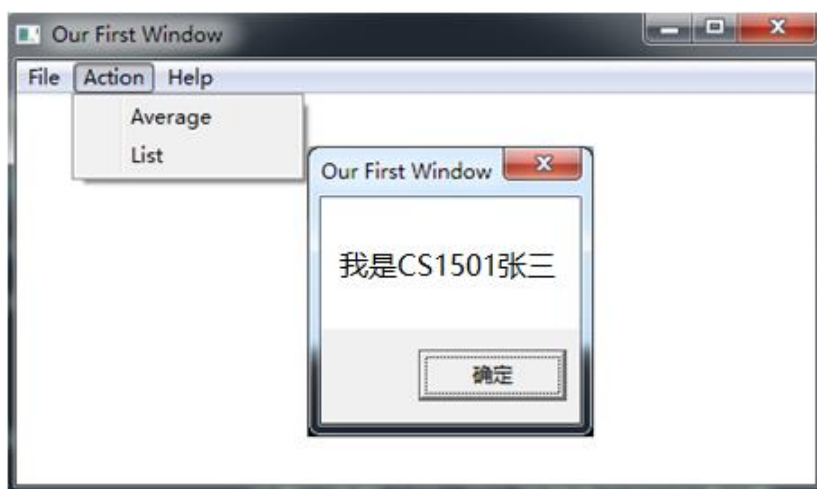 Our First Window
File Action Help
Average
List
Our First Window
我是CS1501张三
确定